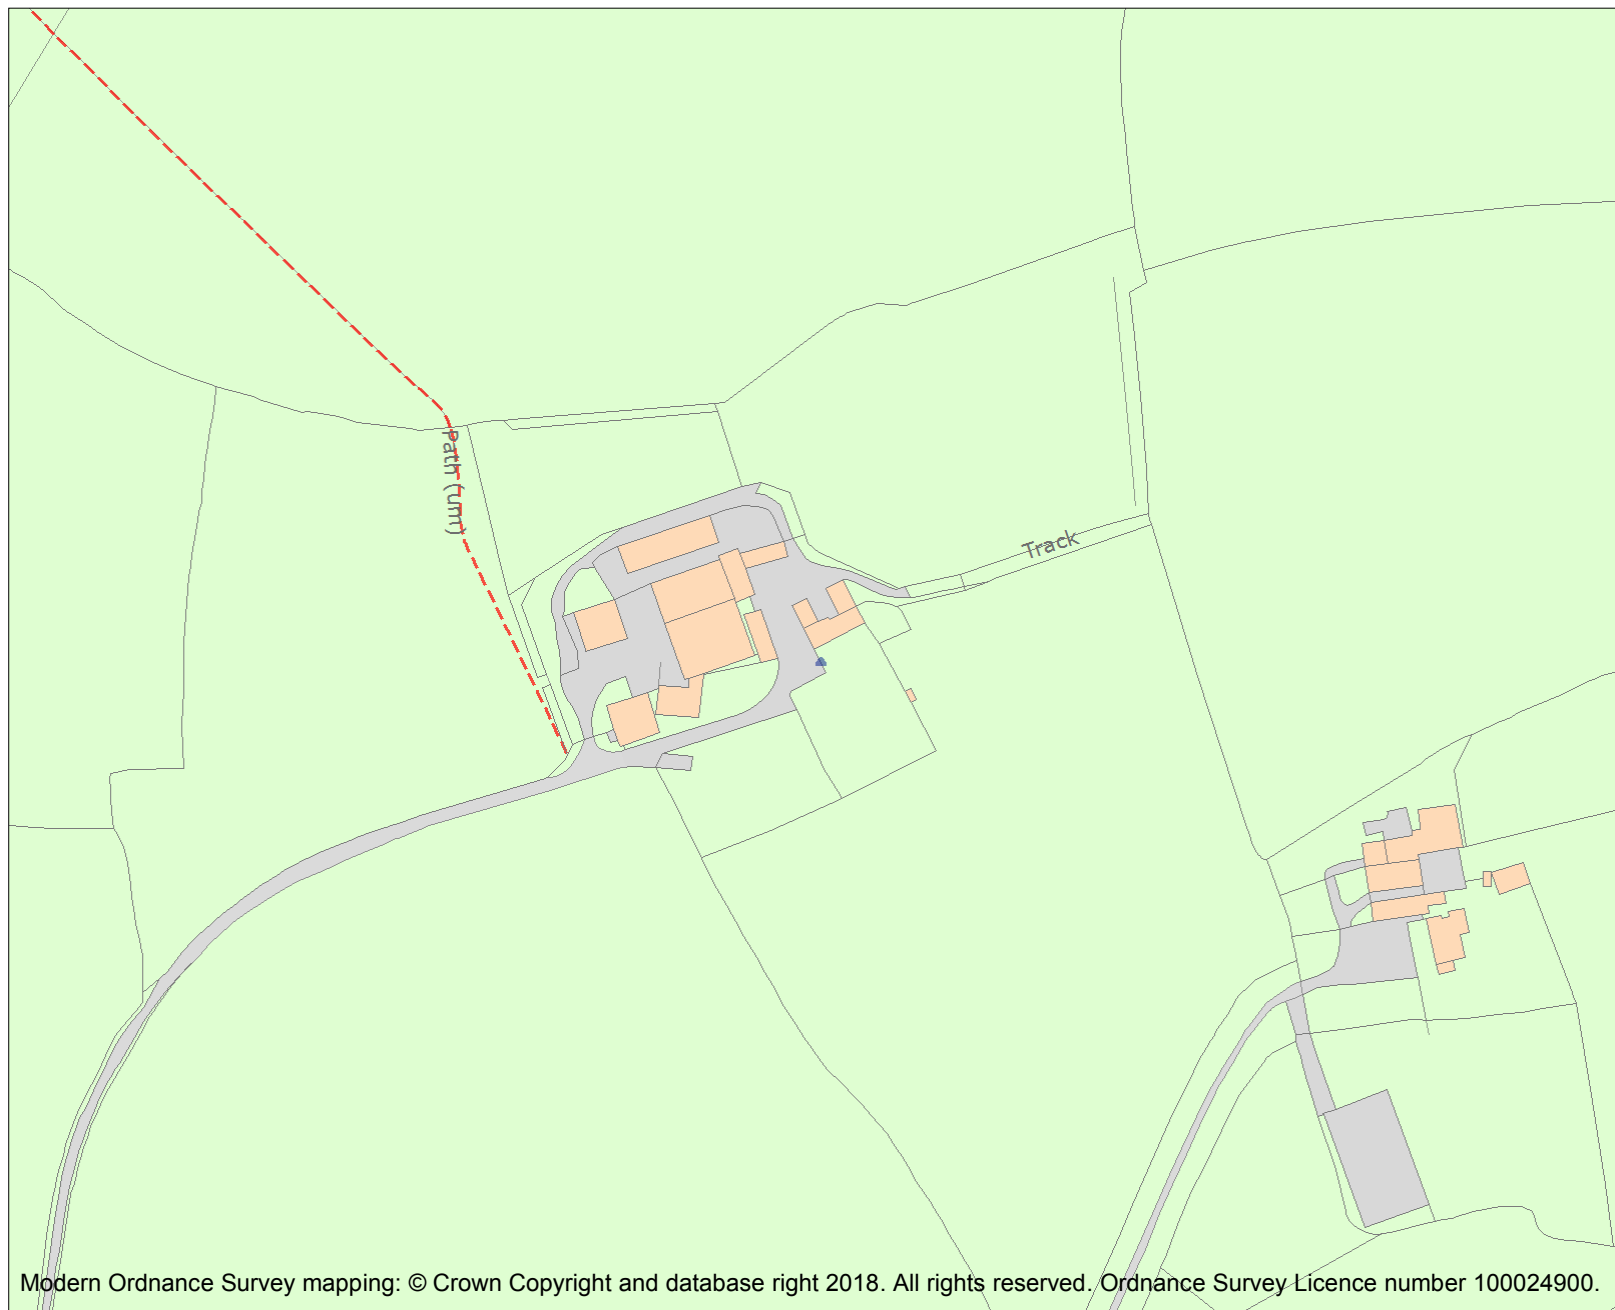 Path (um)
Track
Modern Ordnance Survey mapping: © Crown Copyright and database right 2018. All rights reserved. Ordnance Survey Licence number 100024900.